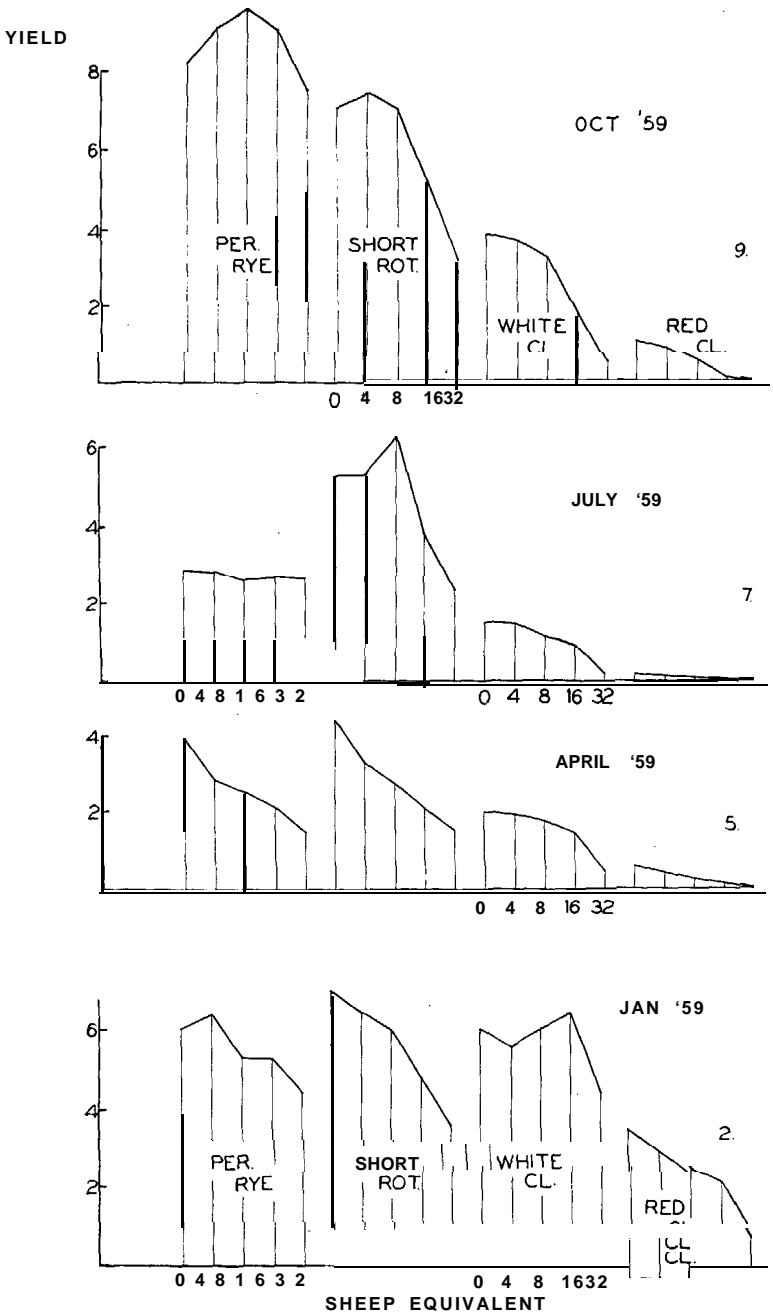 YIELD
8
OCT '59
6
4
PER. RYE
SHORT ROT.
9.
2
WHITE CL
RED CL.
0 4 8 1632
6
JULY '59
4
7.
2
0 4 8 1 6 3 2
0 4 8 16 32
4
APRIL '59
2
5.
0 4 8 16 32
JAN '59
6
4
2.
PER. RYE
SHORT ROT.
WHITE CL.
2
RED
CL
CL.
0 4 8 1 6 3 2
0 4 8 1632
SHEEP EQUIVALENT